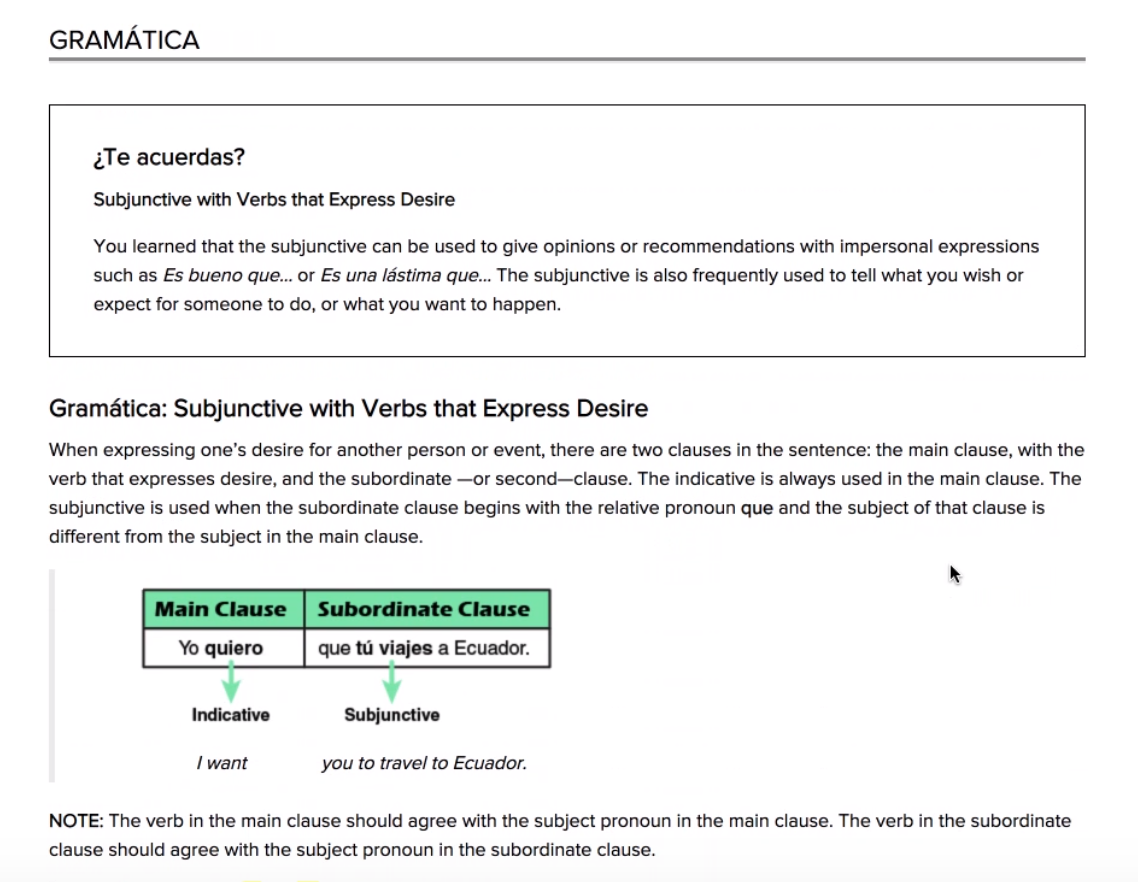 GRAMÁTICA
¿Te acuerdas?
Subjunctive with Verbs that Express Desire
You learned that the subjunctive can be used to give opinions or recommendations with impersonal expressions
such as Es bueno que... or Es una lástima que... The subjunctive is also frequently used to tell what you wish or
expect for someone to do, or what you want to happen.
Gramática: Subjunctive with Verbs that Express Desire
When expressing one's desire for another person or event, there are two clauses in the sentence: the main clause, with the
verb that expresses desire, and the subordinate —or second—clause. The indicative is always used in the main clause. The
subjunctive is used when the subordinate clause begins with the relative pronoun que and the subject of that clause is
different from the subject in the main clause.
Main Clause Subordinate Clause
Yo quiero que tú viajes a Ecuador.
Indicative Subjunctive
I want you to travel to Ecuador.
NOTE: The verb in the main clause should agree with the subject pronoun in the main clause. The verb in the subordinate
clause should agree with the subject pronoun in the subordinate clause.